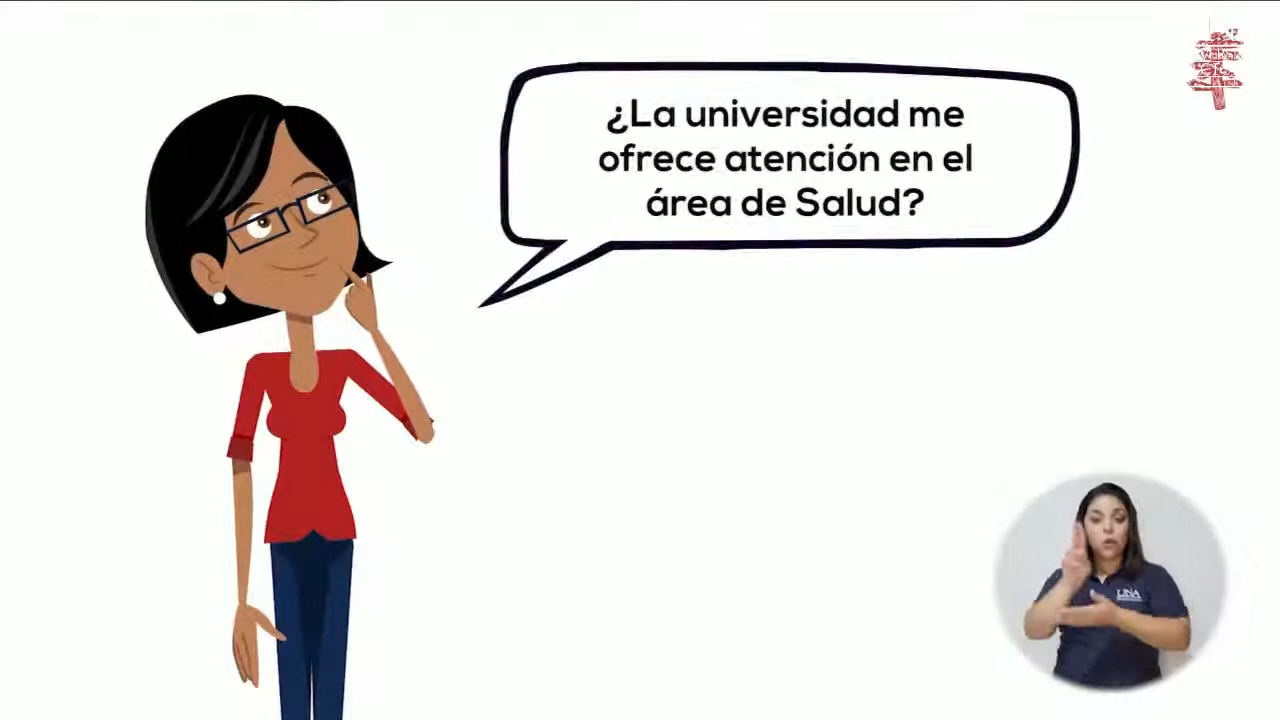 ¿La universidad me
ofrece atención en el
área de Salud?
UNA